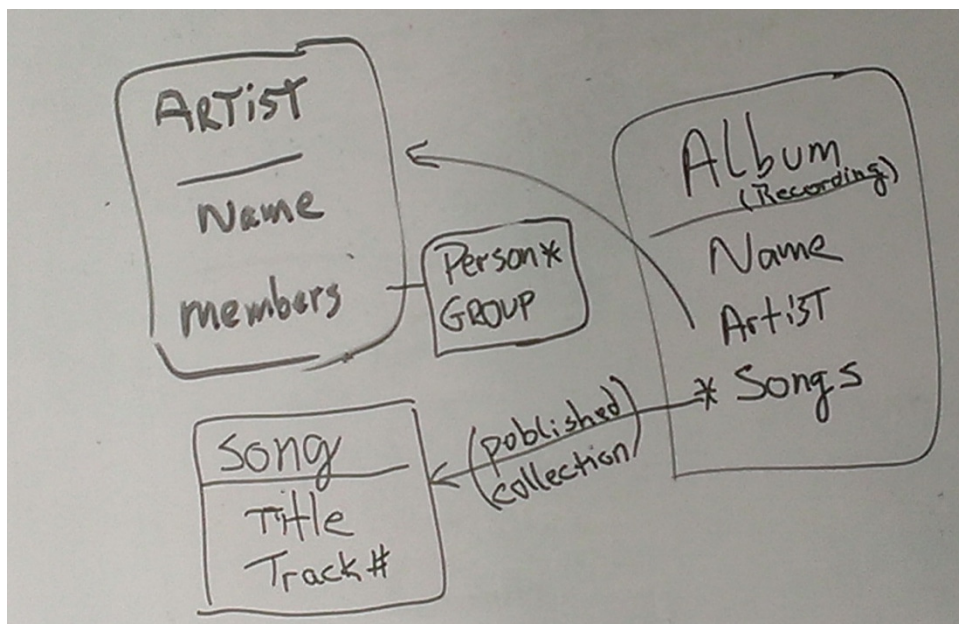 ARTiST
Name
members
Person*
GROUP
Album
(Recording)
Name
Artist
* Songs
(published
collection)
Song
Title
Track#